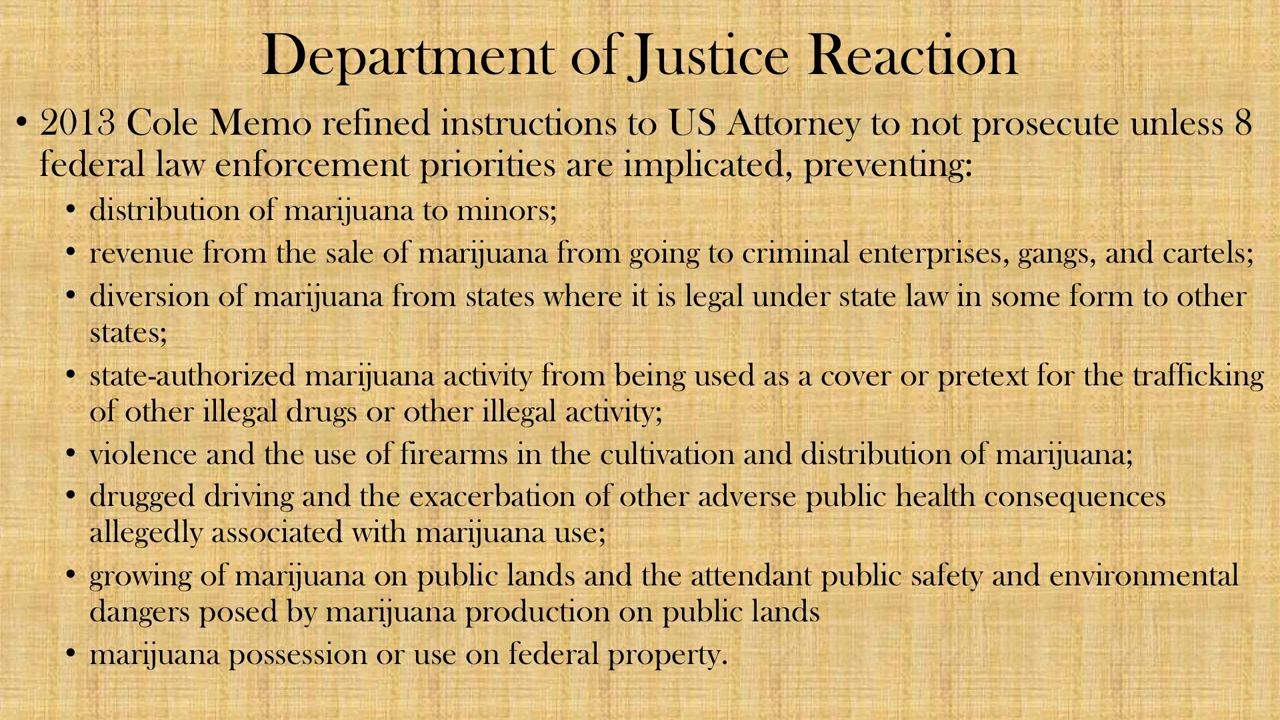 Department of Justice Reaction
• 2013 Cole Memo refined instructions to US Attorney to not prosecute unless 8
federal law enforcement priorities are implicated, preventing:
• distribution of marijuana to minors;
• revenue from the sale of marijuana from going to criminal enterprises, gangs, and cartels;
• diversion of marijuana from states where it is legal under state law in some form to other
states;
• state-authorized marijuana activity from being used as a cover or pretext for the trafficking
of other illegal drugs or other illegal activity;
• violence and the use of firearms in the cultivation and distribution of marijuana;
• drugged driving and the exacerbation of other adverse public health consequences
allegedly associated with marijuana use;
• growing of marijuana on public lands and the attendant public safety and environmental
dangers posed by marijuana production on public lands
• marijuana possession or use on federal property.